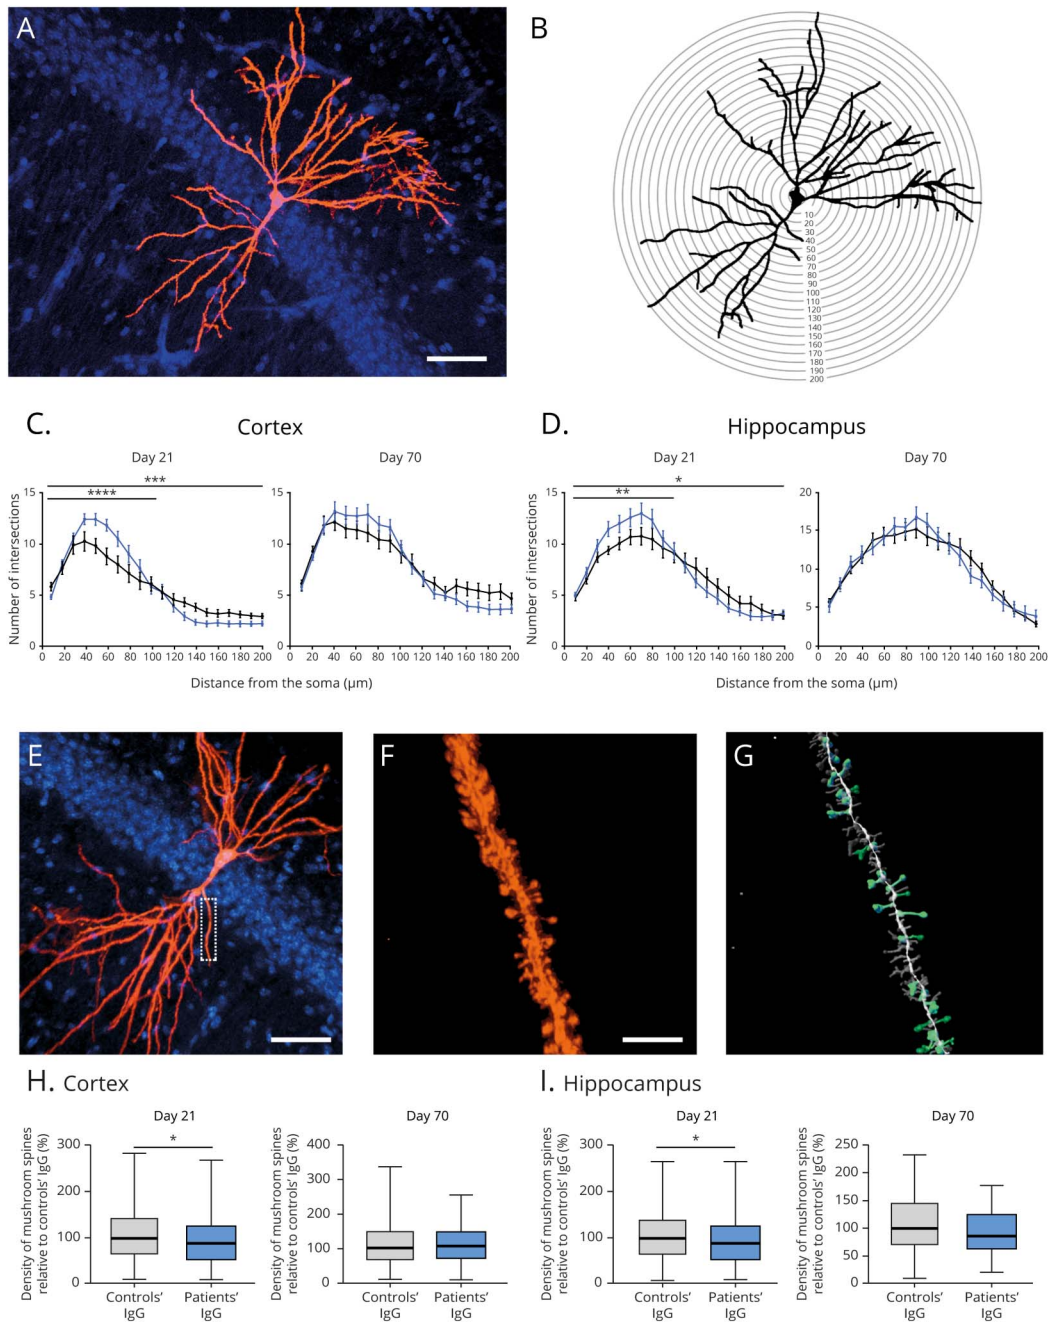 A
B
10
20
30
40
50
60
70
80
90
100
110
120
130
140
150
160
170
180
190
200
C.
Cortex
Day 21
Day 70
***
****
Number of intersections
15
10
5
0
0 20 40 60 80 100 120 140 160 180 200
15
10
5
0
0 20 40 60 80 100 120 140 160 180 200
Distance from the soma (μm)
D.
Hippocampus
Day 21
Day 70
*
**
Number of intersections
15
10
5
0
0 20 40 60 80 100 120 140 160 180 200
20
15
10
5
0
0 20 40 60 80 100 120 140 160 180 200
Distance from the soma (μm)
E
F
G
H. Cortex
Day 21
*
Density of mushroom spines
relative to controls' IgG (%)
300
200
100
0
Controls' Patients'
IgG IgG
Day 70
Density of mushroom spines
relative to controls' IgG (%)
400
300
200
100
0
Controls' Patients'
IgG IgG
I. Hippocampus
Day 21
*
Density of mushroom spines
relative to controls' IgG (%)
300
200
100
0
Controls' Patients'
IgG IgG
Day 70
Density of mushroom spines
relative to controls' IgG (%)
250
200
150
100
50
0
Controls' Patients'
IgG IgG